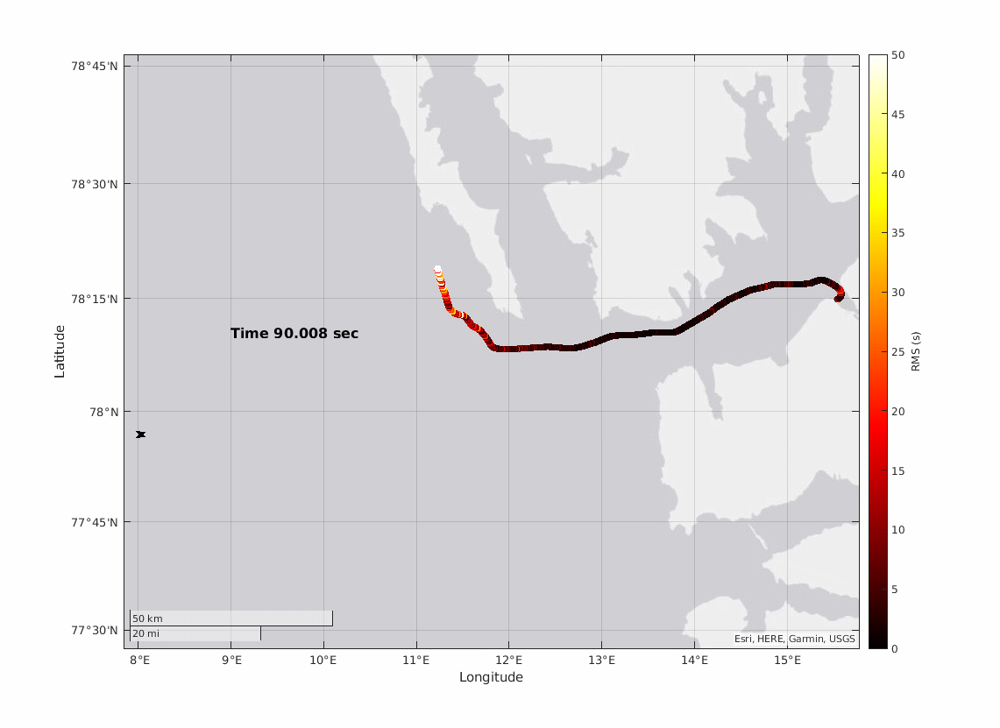 78°45'N
78°30'N
78°15'N
78°N
77°45'N
77°30'N
Latitude
Time 90.008 sec
50 km
20 mi
Esri, HERE, Garmin, USGS
8°E
9°E
10°E
11°E
12°E
13°E
14°E
15°E
Longitude
50
45
40
35
30
25
20
15
10
5
0
RMS (s)